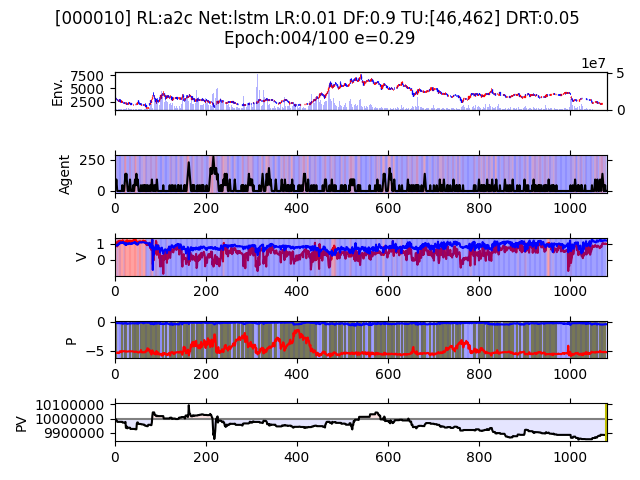 [000010] RL:a2c Net:lstm LR:0.01 DF:0.9 TU:[46,462] DRT:0.05
Epoch:004/100 e=0.29
1e7
Env.
7500
5000
2500
5
0
Agent
250
0
0 200 400 600 800 1000
V
1
0
0 200 400 600 800 1000
P
0
−5
0 200 400 600 800 1000
PV
10100000
10000000
9900000
0 200 400 600 800 1000